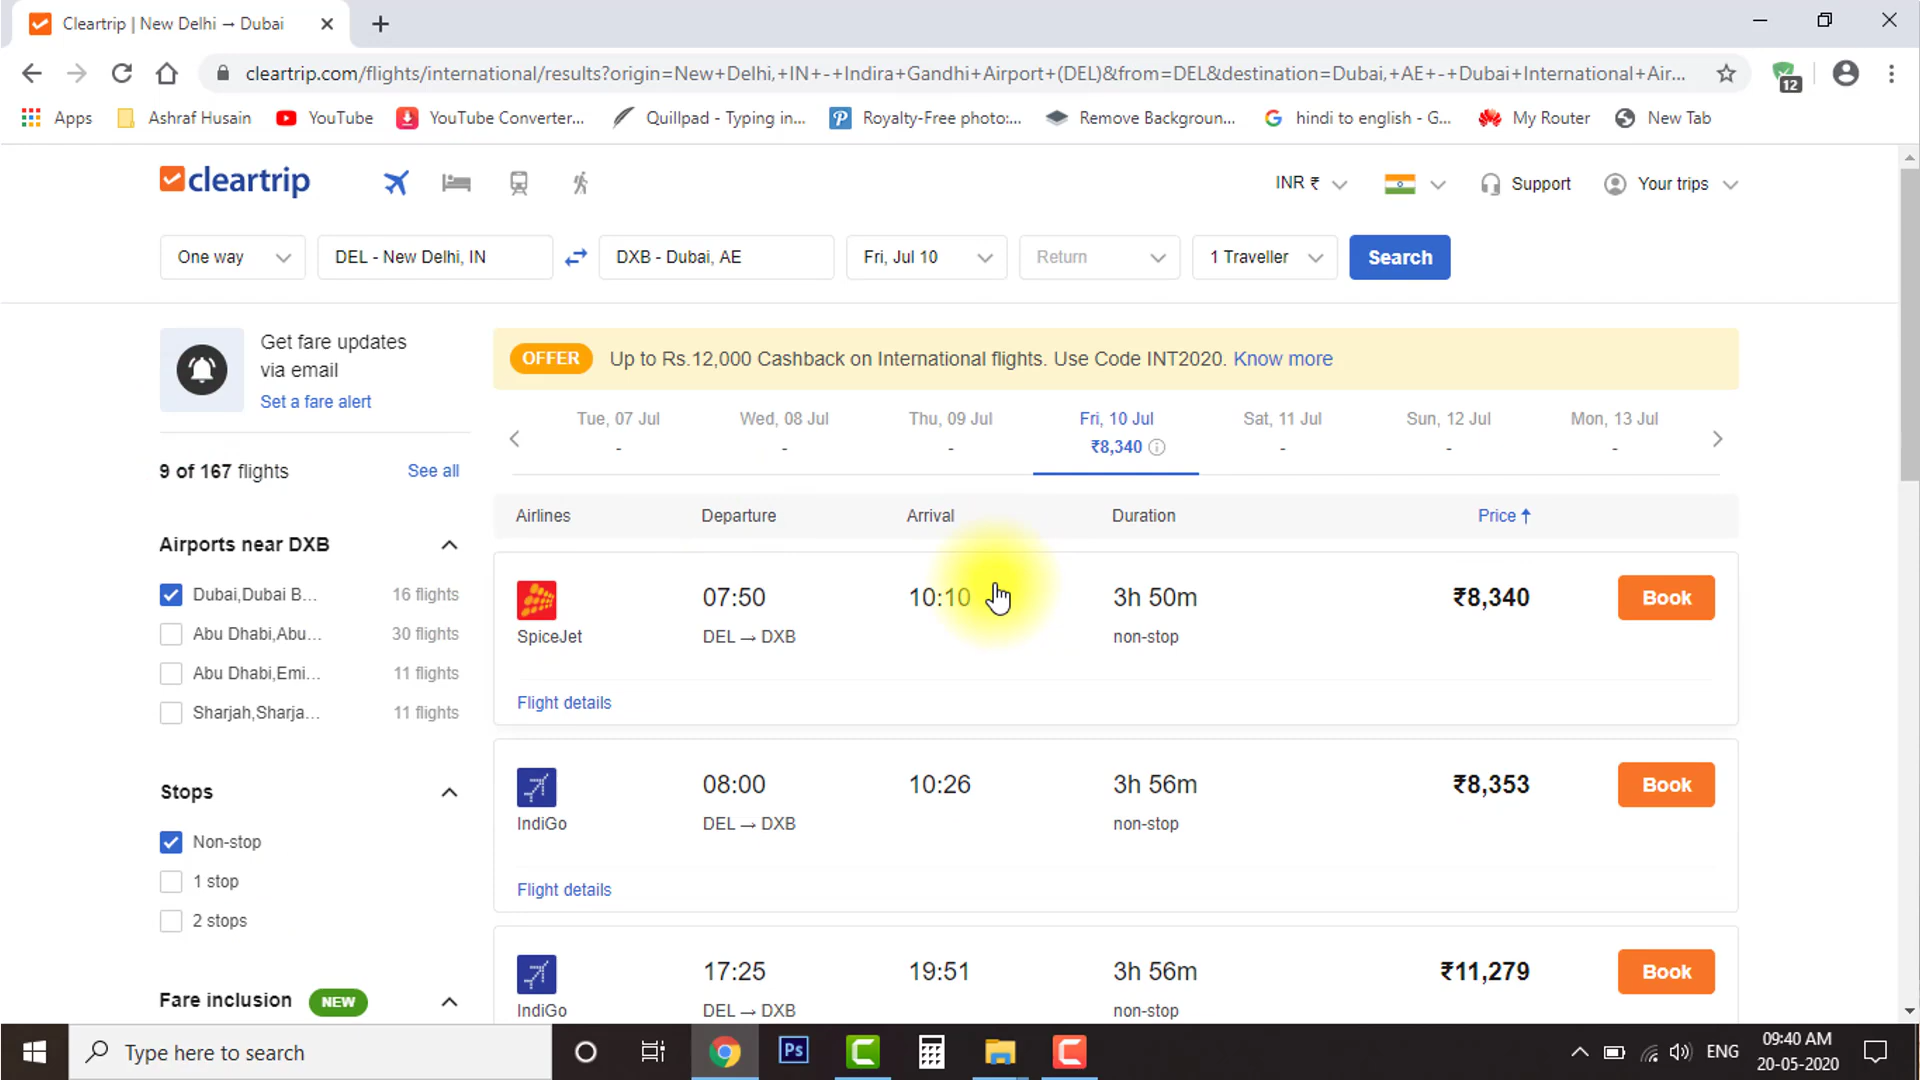 Cleartrip | New Delhi → Dubai
cleartrip.com/flights/international/results?origin=New+Delhi,+IN+-+Indira+Gandhi+Airport+(DEL)&from=DEL&destination=Dubai,+AE+-+Dubai+International+Air...
12
Apps Ashraf Husain YouTube YouTube Converter... Quillpad - Typing in... Royalty-Free photo:... Remove Backgroun... hindi to english - G... My Router New Tab
cleartrip INR ₹ Support Your trips
One way DEL - New Delhi, IN DXB - Dubai, AE Fri, Jul 10 Return 1 Traveller Search
Get fare updates
via email
Set a fare alert
OFFER Up to Rs.12,000 Cashback on International flights. Use Code INT2020. Know more
Tue, 07 Jul Wed, 08 Jul Thu, 09 Jul Fri, 10 Jul Sat, 11 Jul Sun, 12 Jul Mon, 13 Jul
- - - ₹8,340 - - -
9 of 167 flights See all
Airports near DXB
Dubai,Dubai B... 16 flights
Abu Dhabi,Abu... 30 flights
Abu Dhabi,Emi... 11 flights
Sharjah,Sharja... 11 flights
Stops
Non-stop
1 stop
2 stops
Fare inclusion NEW
Airlines Departure Arrival Duration Price ↑
07:50 10:10 3h 50m ₹8,340 Book
SpiceJet DEL → DXB non-stop
Flight details
08:00 10:26 3h 56m ₹8,353 Book
IndiGo DEL → DXB non-stop
Flight details
17:25 19:51 3h 56m ₹11,279 Book
IndiGo DEL → DXB non-stop
Type here to search Ps ENG 09:40 AM
20-05-2020